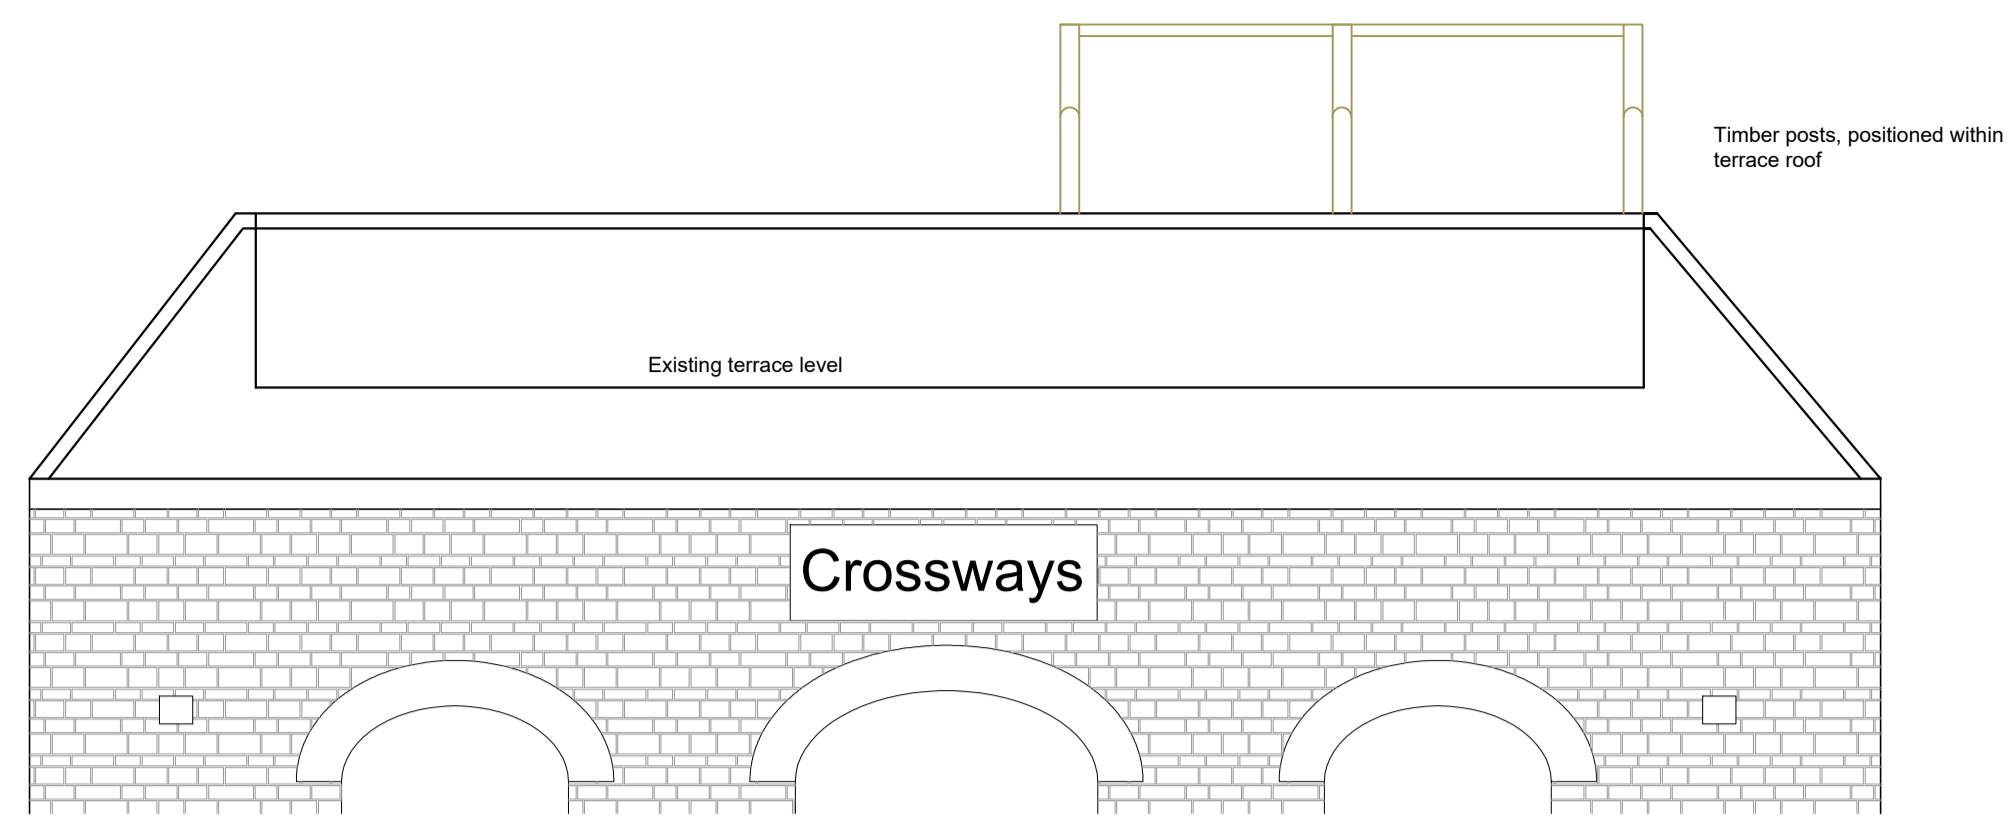 Timber posts, positioned within
terrace roof
Existing terrace level
Crossways